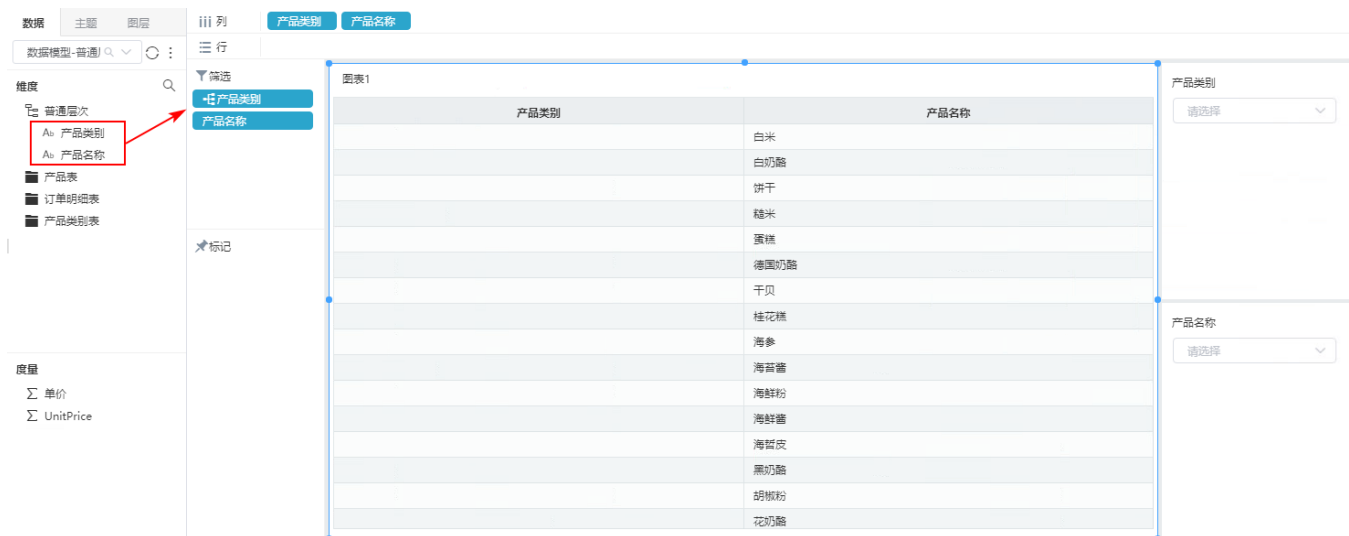 数据 主题 图层
数据模型-普通
维度
普通层次
Ab 产品类别
Ab 产品名称
产品表
订单明细表
产品类别表
度量
∑ 单价
∑ UnitPrice
列 产品类别 产品名称
行
筛选
产品类别
产品名称
标记
图表1
产品类别 产品名称
白米
白奶酪
饼干
糙米
蛋糕
德国奶酪
干贝
桂花糕
海参
海苔酱
海鲜粉
海鲜酱
海哲皮
黑奶酪
胡椒粉
花奶酪
产品类别
请选择
产品名称
请选择